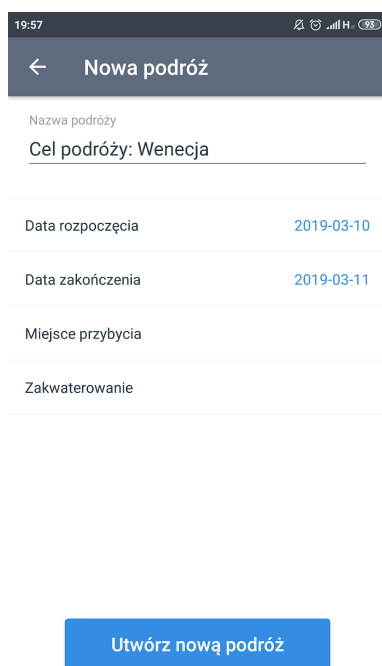 19:57
H
93
Nowa podróż
Nazwa podróży
Cel podróży: Wenecja
Data rozpoczęcia
2019-03-10
Data zakończenia
2019-03-11
Miejsce przybycia
Zakwaterowanie
Utwórz nową podróż